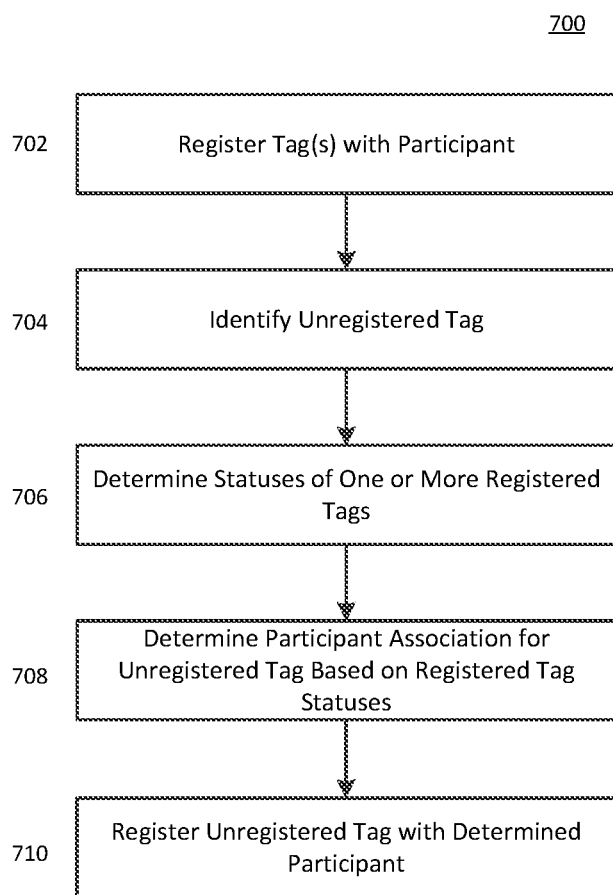 700
702
Register Tag(s) with Participant
704
Identify Unregistered Tag
706
Determine Statuses of One or More Registered
Tags
708
Determine Participant Association for
Unregistered Tag Based on Registered Tag
Statuses
710
Register Unregistered Tag with Determined
Participant